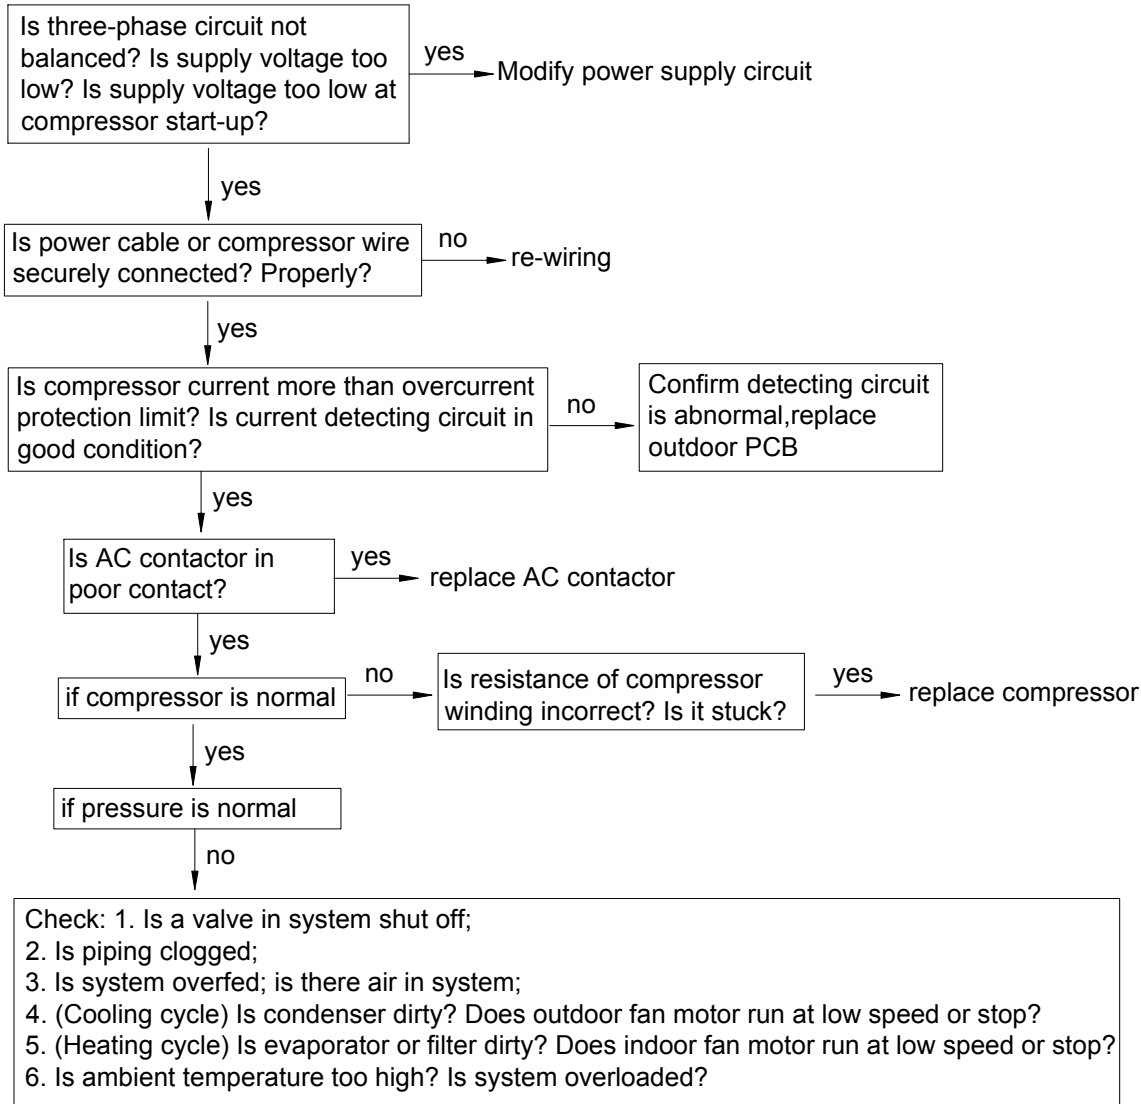 Is three-phase circuit not
balanced? Is supply voltage too
low? Is supply voltage too low at
compressor start-up?
yes
Modify power supply circuit
yes
Is power cable or compressor wire
securely connected? Properly?
no
re-wiring
yes
Is compressor current more than overcurrent
protection limit? Is current detecting circuit in
good condition?
no
Confirm detecting circuit
is abnormal,replace
outdoor PCB
yes
Is AC contactor in
poor contact?
yes
replace AC contactor
yes
if compressor is normal
no
Is resistance of compressor
winding incorrect? Is it stuck?
yes
replace compressor
yes
if pressure is normal
no
Check: 1. Is a valve in system shut off;
2. Is piping clogged;
3. Is system overfed; is there air in system;
4. (Cooling cycle) Is condenser dirty? Does outdoor fan motor run at low speed or stop?
5. (Heating cycle) Is evaporator or filter dirty? Does indoor fan motor run at low speed or stop?
6. Is ambient temperature too high? Is system overloaded?